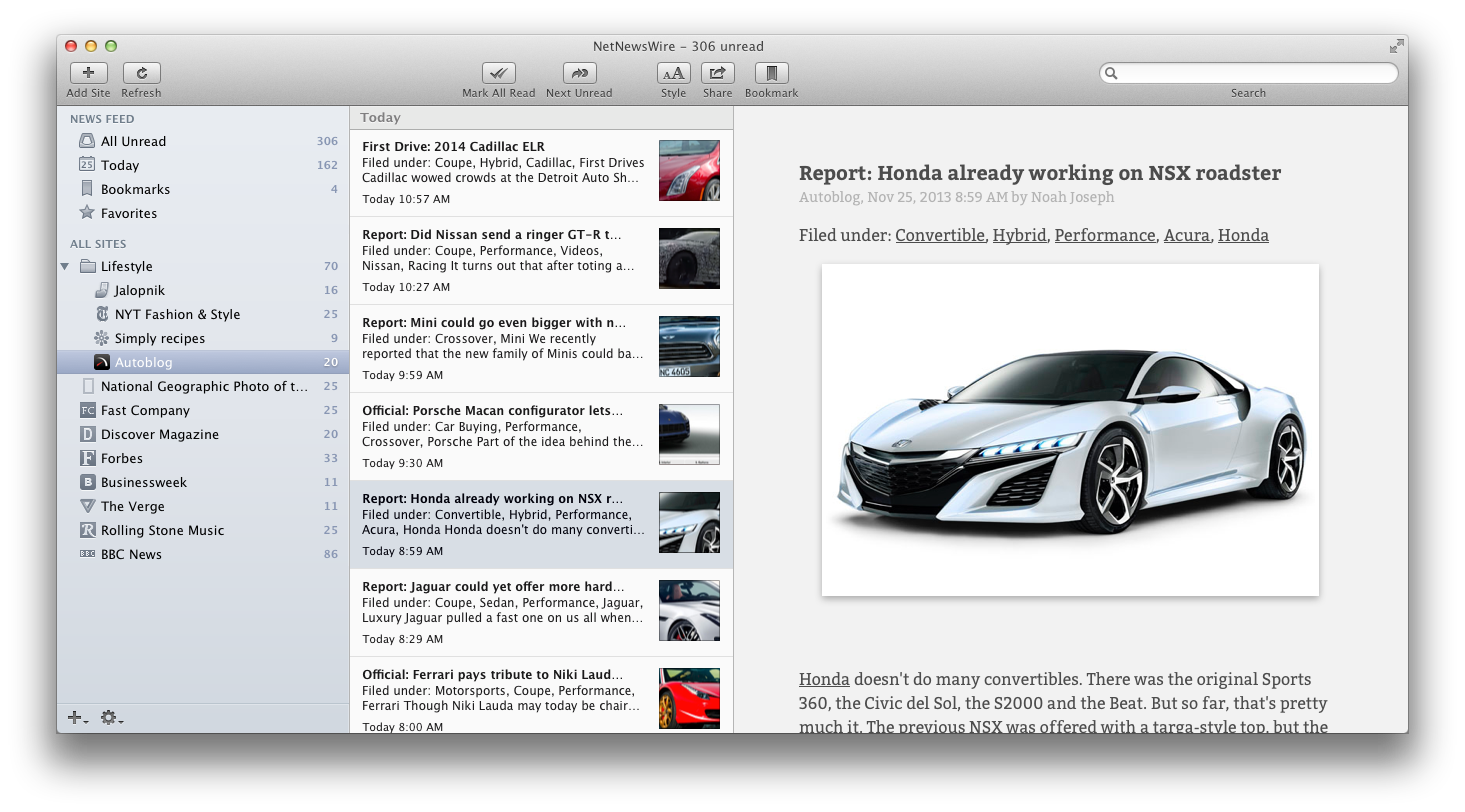 NetNewsWire – 306 unread
Add Site
Refresh
Mark All Read
Next Unread
AA
Style
Share
Bookmark
Search
NEWS FEED
All Unread 306
25 Today 162
Bookmarks 4
Favorites
ALL SITES
Lifestyle 70
Jalopnik 16
NYT Fashion & Style 25
Simply recipes 9
Autoblog 20
National Geographic Photo of t... 25
FC Fast Company 25
D Discover Magazine 20
F Forbes 33
B Businessweek 11
The Verge 11
R Rolling Stone Music 25
BBC BBC News 86
Today
First Drive: 2014 Cadillac ELR
Filed under: Coupe, Hybrid, Cadillac, First Drives
Cadillac wowed crowds at the Detroit Auto Sh...
Today 10:57 AM
Report: Did Nissan send a ringer GT-R t...
Filed under: Coupe, Performance, Videos,
Nissan, Racing It turns out that after toting a...
Today 10:27 AM
Report: Mini could go even bigger with n...
Filed under: Crossover, Mini We recently
reported that the new family of Minis could ba...
Today 9:59 AM
NC 4605
Official: Porsche Macan configurator lets...
Filed under: Car Buying, Performance,
Crossover, Porsche Part of the idea behind the...
Today 9:30 AM
Report: Honda already working on NSX r...
Filed under: Convertible, Hybrid, Performance,
Acura, Honda Honda doesn't do many converti...
Today 8:59 AM
Report: Jaguar could yet offer more hard...
Filed under: Coupe, Sedan, Performance, Jaguar,
Luxury Jaguar pulled a fast one on us all when...
Today 8:29 AM
Official: Ferrari pays tribute to Niki Laud...
Filed under: Motorsports, Coupe, Performance,
Ferrari Though Niki Lauda may today be chair...
Today 8:00 AM
Report: Honda already working on NSX roadster
Autoblog, Nov 25, 2013 8:59 AM by Noah Joseph
Filed under: Convertible, Hybrid, Performance, Acura, Honda
Honda doesn't do many convertibles. There was the original Sports
360, the Civic del Sol, the S2000 and the Beat. But so far, that's pretty
much it. The previous NSX was offered with a targa-style top, but the